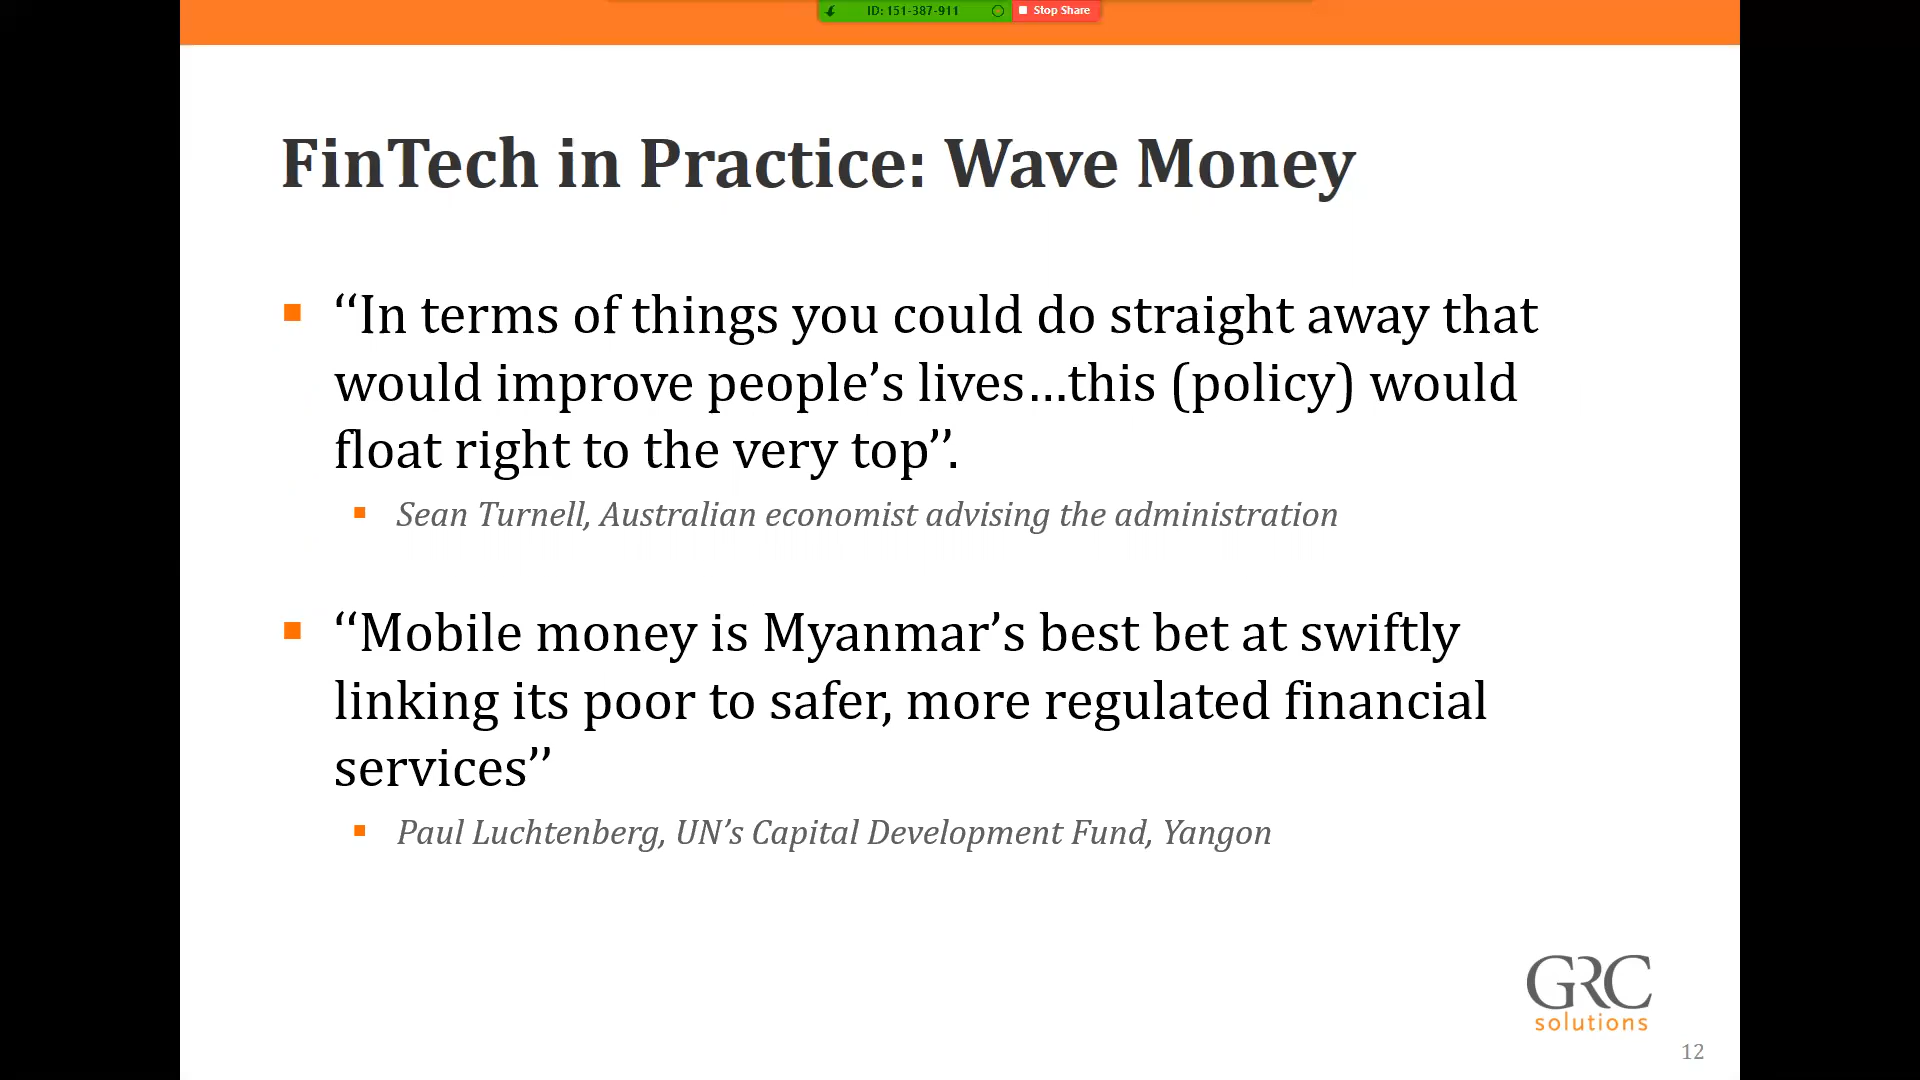 ID: 151-387-911
Stop Share
FinTech in Practice: Wave Money
‘‘In terms of things you could do straight away that
would improve people’s lives…this (policy) would
float right to the very top’’.
Sean Turnell, Australian economist advising the administration
‘‘Mobile money is Myanmar’s best bet at swiftly
linking its poor to safer, more regulated financial
services’’
Paul Luchtenberg, UN’s Capital Development Fund, Yangon
GRC
solutions
12